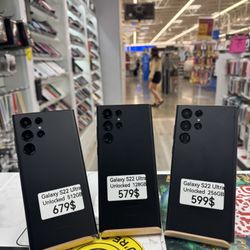 Galaxy S22 Ultra
Unlocked 512GB
679$
Galaxy S22 Ultra
Unlocked 128GB
579$
Galaxy S22 Ultra
Unlocked 256GB
599$